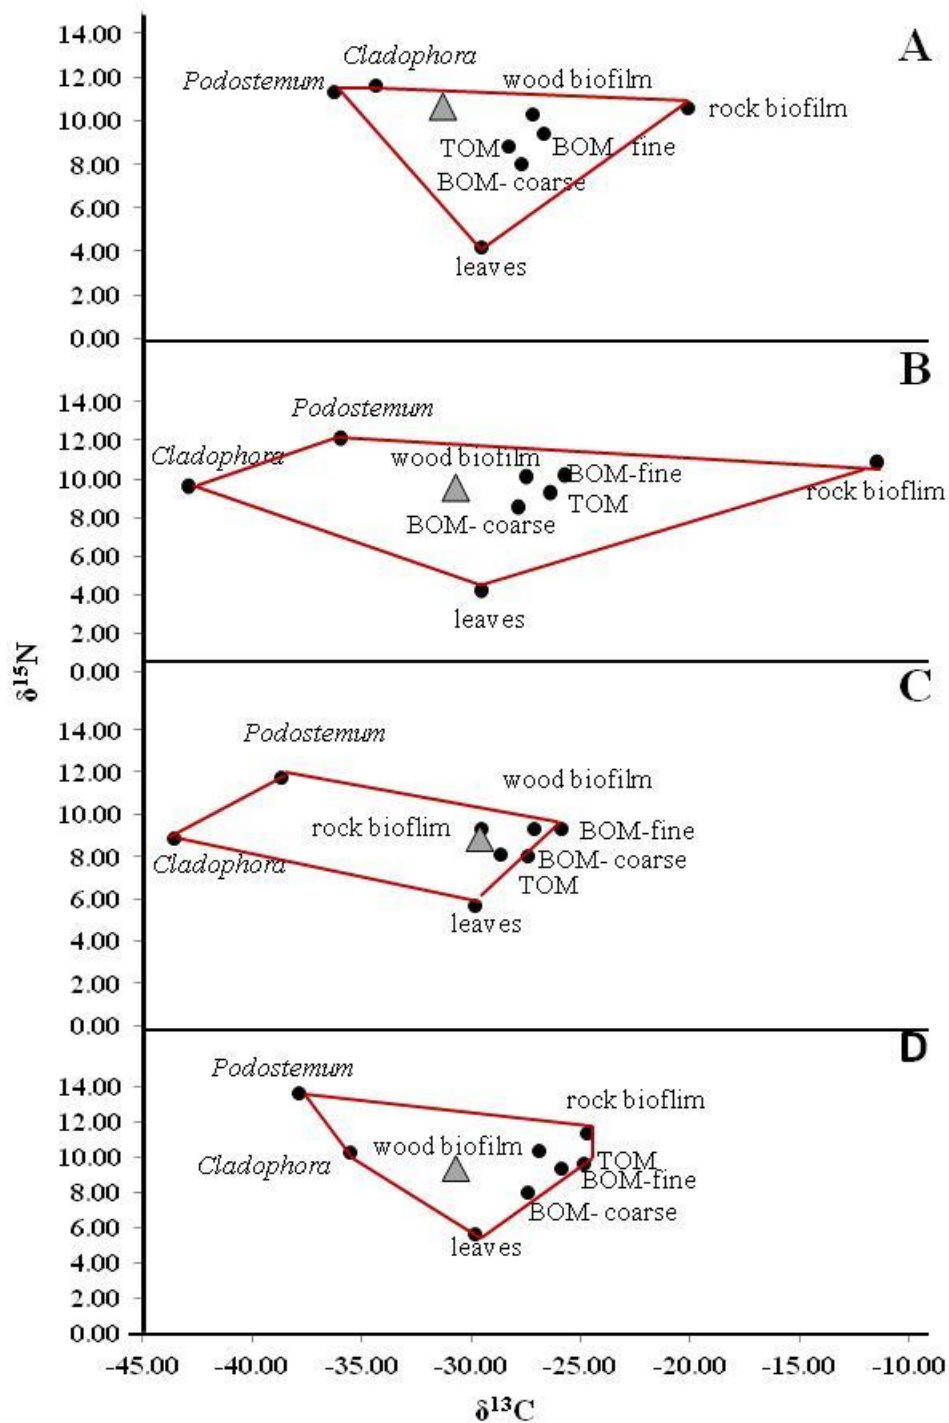 A
14.00
Cladophora
12.00
Podostemum
wood biofilm
10.00
rock biofilm
TOM
BOM- fine
8.00
BOM- coarse
6.00
4.00
leaves
2.00
0.00
B
14.00
Podostemum
12.00
Cladophora
wood biofilm
10.00
BOM-fine
rock bioflim
TOM
8.00
BOM- coarse
6.00
4.00
leaves
2.00
0.00
δ15N
C
14.00
Podostemum
12.00
wood biofilm
10.00
rock bioflim
BOM-fine
8.00
Cladophora
BOM- coarse
TOM
6.00
leaves
4.00
2.00
0.00
D
Podostemum
14.00
rock bioflim
12.00
wood biofilm
10.00
Cladophora
TOM
BOM-fine
8.00
BOM- coarse
6.00
leaves
4.00
2.00
0.00
-45.00 -40.00 -35.00 -30.00 -25.00 -20.00 -15.00 -10.00
δ13C